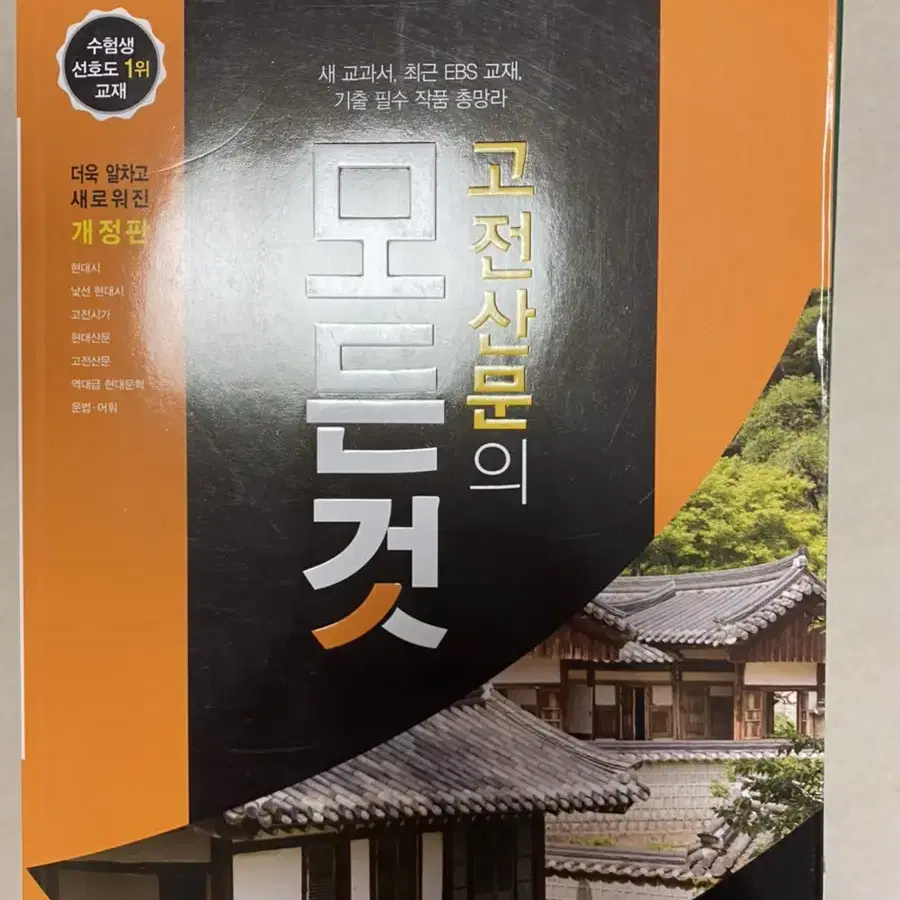 수험생
선호도 1위
교재
새 교과서, 최근 EBS 교재,
기출 필수 작품 총망라
고전산문의
모든것
더욱 알차고
새로워진
개정판
현대시
낯선 현대시
고전시가
현대산문
고전산문
역대급 현대문학
문법·어휘